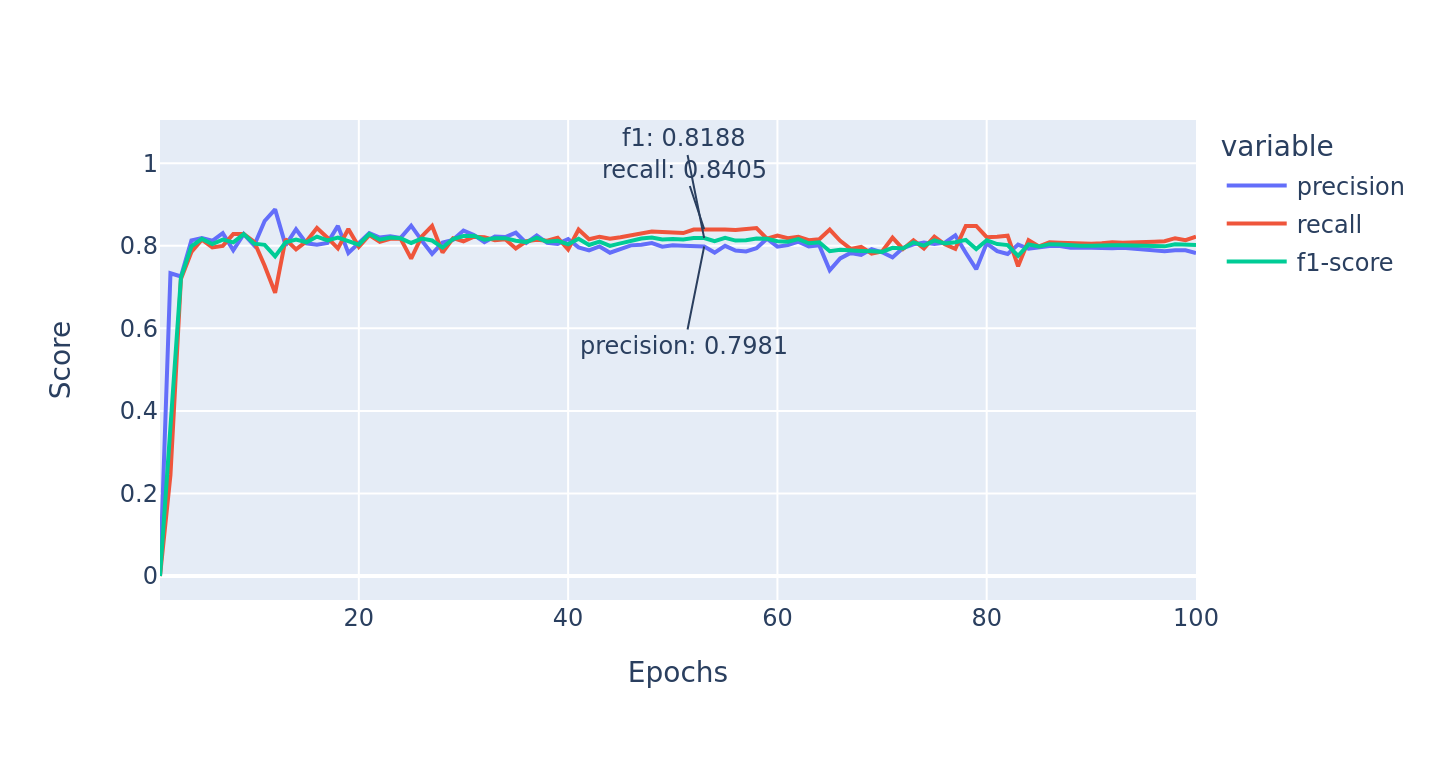 f1: 0.8188
recall: 0.8405
precision: 0.7981
1
0.8
0.6
0.4
0.2
0
20
40
60
80
100
Score
Epochs
variable
precision
recall
f1-score